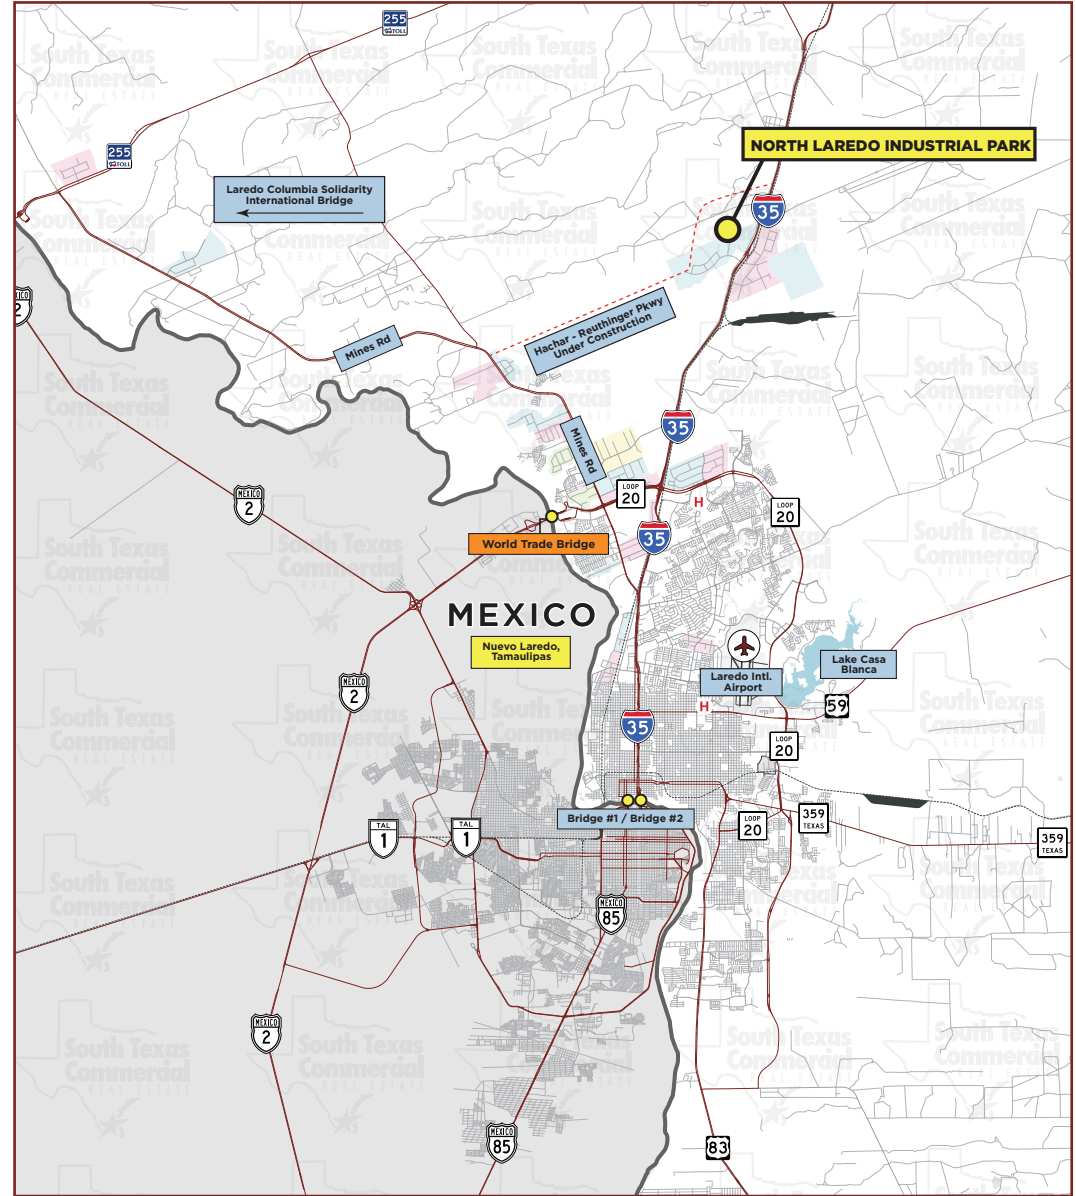 255
TOLL
255
TOLL
NORTH LAREDO INDUSTRIAL PARK
Laredo Columbia Solidarity
International Bridge
35
2
Mines Rd
Hachar - Reuthinger Pkwy
Under Construction
35
Mines Rd
MEXICO
2
LOOP
20
H
LOOP
20
World Trade Bridge
35
MEXICO
Nuevo Laredo,
Tamaulipas
Laredo Intl.
Airport
Lake Casa
Blanca
MEXICO
2
H
59
35
LOOP
20
Bridge #1 / Bridge #2
TAL
1
TAL
1
LOOP
20
359
TEXAS
359
TEXAS
MEXICO
85
MEXICO
2
MEXICO
85
83
South Texas
Commercial
REAL ESTATE